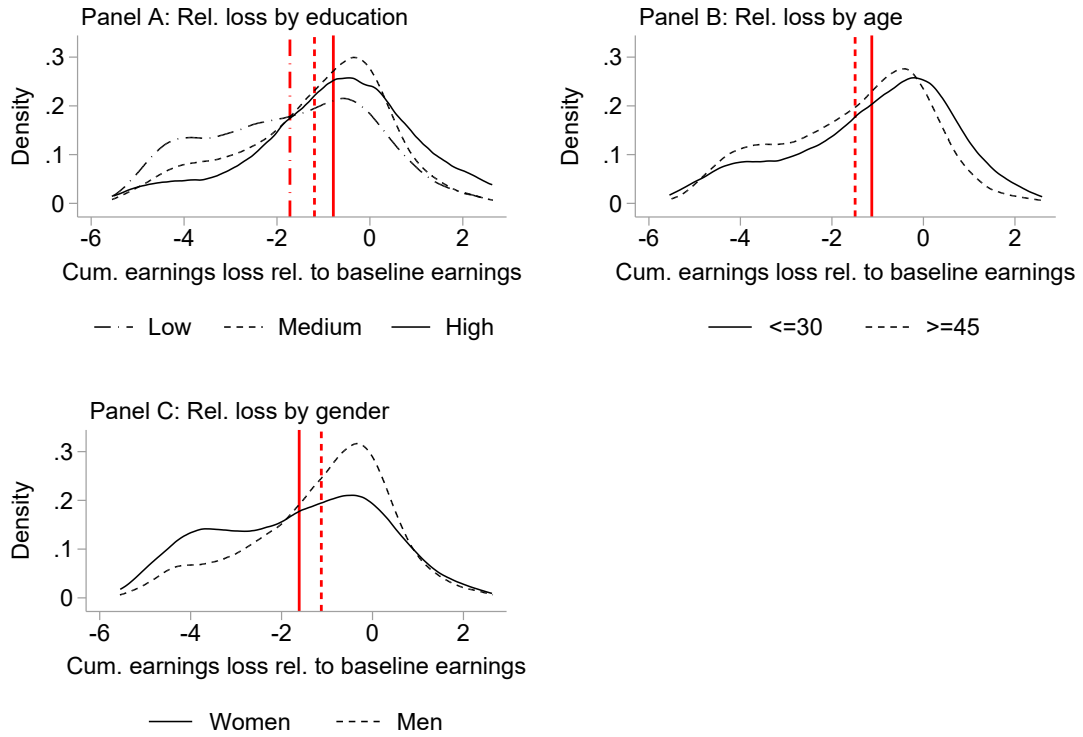 Panel A: Rel. loss by education
Density
.3
.2
.1
0
-6 -4 -2 0 2
Cum. earnings loss rel. to baseline earnings
Low Medium High
Panel B: Rel. loss by age
Density
.3
.2
.1
0
-6 -4 -2 0 2
Cum. earnings loss rel. to baseline earnings
<=30 >=45
Panel C: Rel. loss by gender
Density
.3
.2
.1
0
-6 -4 -2 0 2
Cum. earnings loss rel. to baseline earnings
Women Men